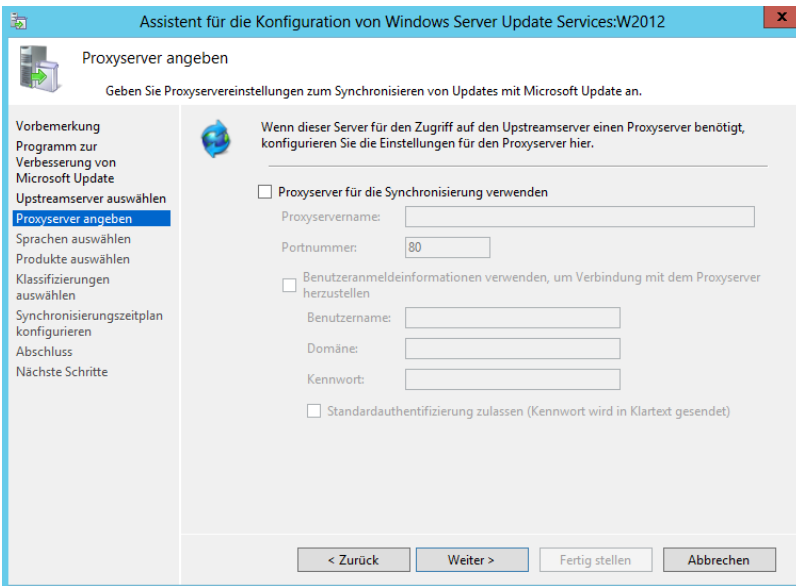 Assistent für die Konfiguration von Windows Server Update Services:W2012
x
Proxyserver angeben
Geben Sie Proxyservereinstellungen zum Synchronisieren von Updates mit Microsoft Update an.
Vorbemerkung
Programm zur
Verbesserung von
Microsoft Update
Upstreamserver auswählen
Proxyserver angeben
Sprachen auswählen
Produkte auswählen
Klassifizierungen
auswählen
Synchronisierungszeitplan
konfigurieren
Abschluss
Nächste Schritte
Wenn dieser Server für den Zugriff auf den Upstreamserver einen Proxyserver benötigt,
konfigurieren Sie die Einstellungen für den Proxyserver hier.
Proxyserver für die Synchronisierung verwenden
Proxyservername:
Portnummer: 80
Benutzeranmeldeinformationen verwenden, um Verbindung mit dem Proxyserver
herzustellen
Benutzername:
Domäne:
Kennwort:
Standardauthentifizierung zulassen (Kennwort wird in Klartext gesendet)
< Zurück Weiter > Fertig stellen Abbrechen